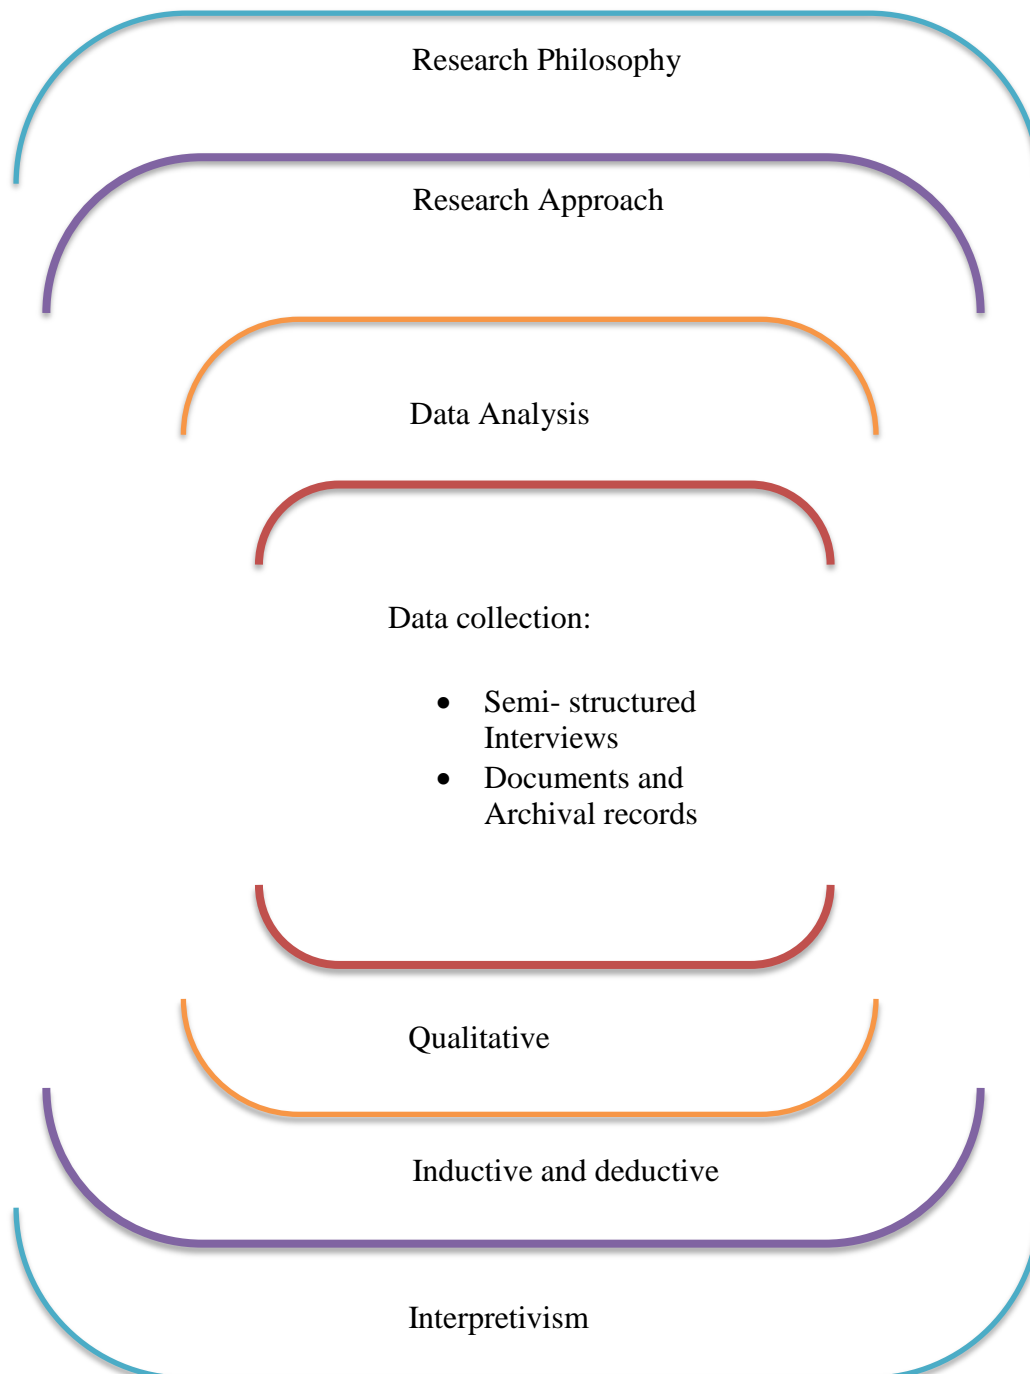 Research Philosophy
Research Approach
Data Analysis
Data collection:
• Semi- structured
Interviews
• Documents and
Archival records
Qualitative
Inductive and deductive
Interpretivism